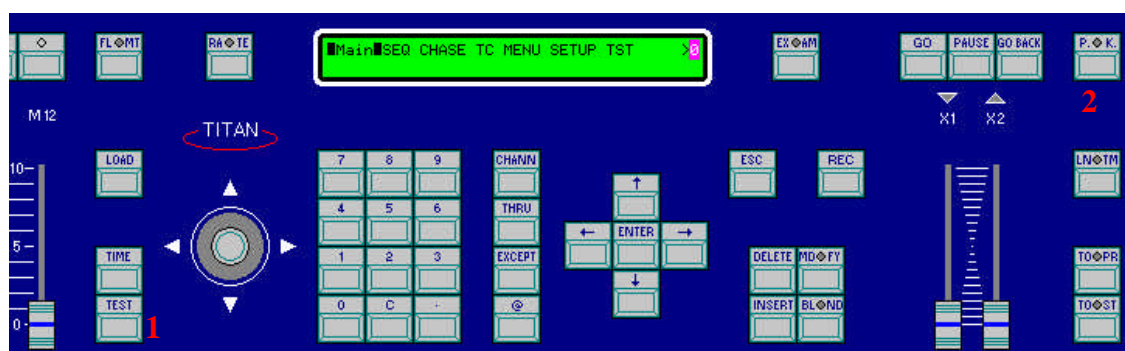 FL MT RA TE ■Main■SEQ CHASE TC MENU SETUP TST >0 EX AM GO PAUSE GO BACK P. K.
M12 X1 X2 2
TITAN
LOAD 7 8 9 CHANN ESC REC LN TM
10
4 5 6 THRU ↑
← ENTER →
5 TIME 1 2 3 EXCEPT DELETE MD FY TO PR
↓
TEST 0 C · @ INSERT BL ND TO ST
0 1